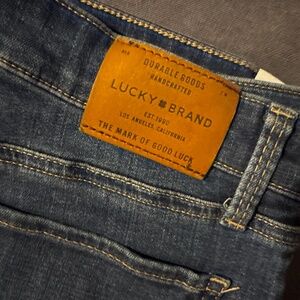 DURABLE GOODS
HANDCRAFTED
LUCKY BRAND
EST. 1990
LOS ANGELES, CALIFORNIA
THE MARK OF GOOD LUCK